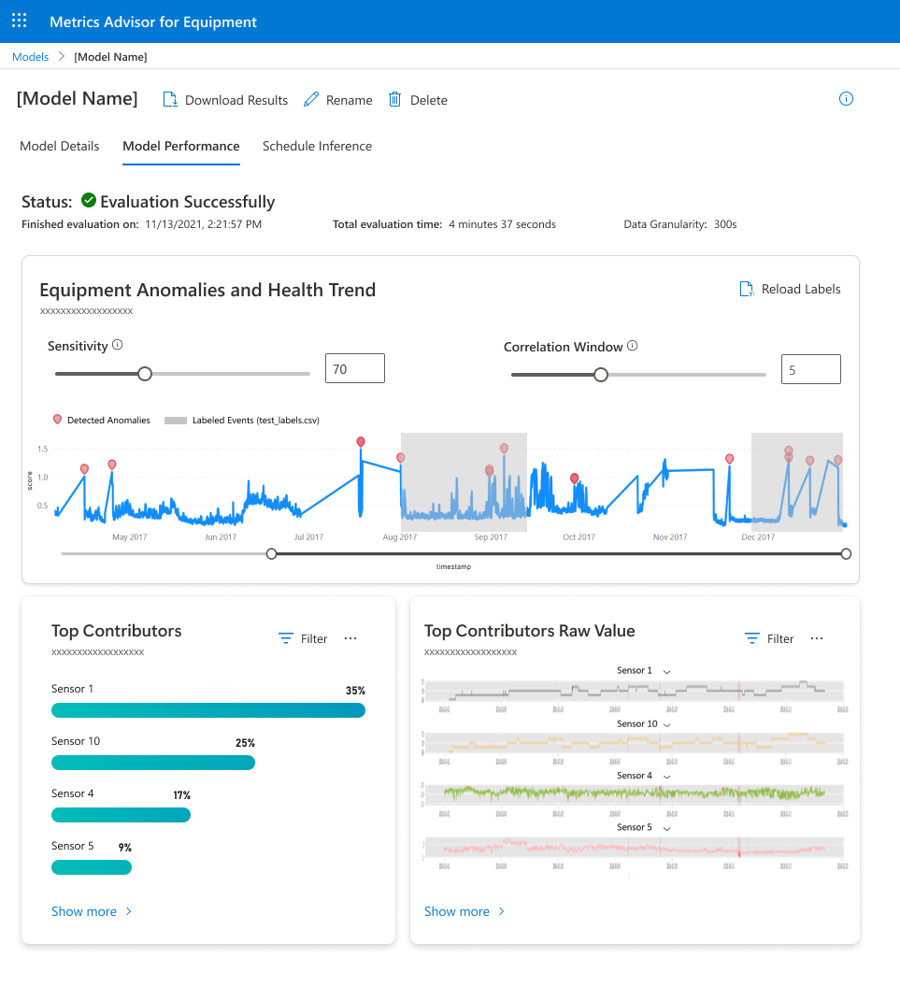 Metrics Advisor for Equipment
Models > [Model Name]
[Model Name] Download Results Rename Delete
Model Details Model Performance Schedule Inference
Status: Evaluation Successfully
Finished evaluation on: 11/13/2021, 2:21:57 PM Total evaluation time: 4 minutes 37 seconds Data Granularity: 300s
Equipment Anomalies and Health Trend Reload Labels
xxxxxxxxxxxxxxxxxx
Sensitivity Correlation Window
70 5
Detected Anomalies Labeled Events (test_labels.csv)
1.5
1.0
0.5
score
May 2017 Jun 2017 Jul 2017 Aug 2017 Sep 2017 Oct 2017 Nov 2017 Dec 2017
timestamp
Top Contributors Filter ...
xxxxxxxxxxxxxxxxxx
Sensor 1 35%
Sensor 10 25%
Sensor 4 17%
Sensor 5 9%
Show more >
Top Contributors Raw Value Filter ...
xxxxxxxxxxxxxxxxxx
Sensor 1
Sensor 10
Sensor 4
Sensor 5
Show more >